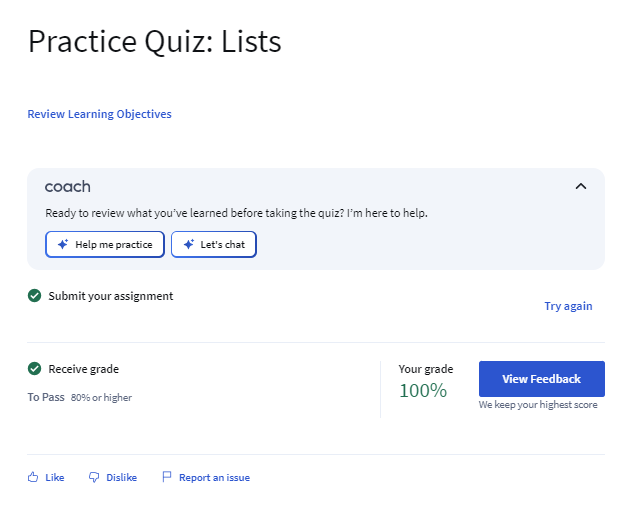 Practice Quiz: Lists
Review Learning Objectives
coach
Ready to review what you’ve learned before taking the quiz? I’m here to help.
Help me practice
Let's chat
Submit your assignment
Try again
Receive grade
To Pass 80% or higher
Your grade
100%
View Feedback
We keep your highest score
Like
Dislike
Report an issue